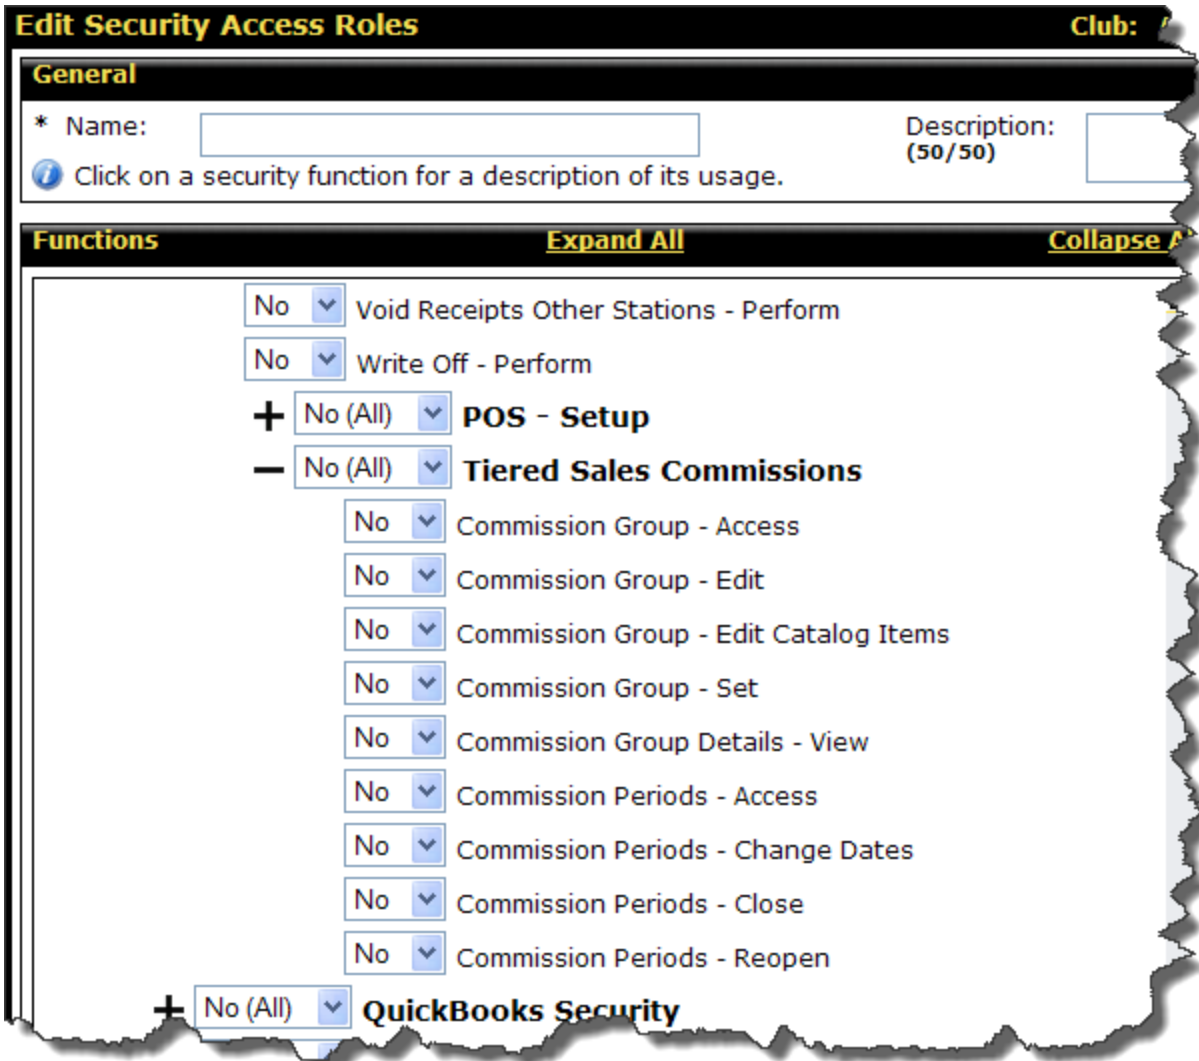 Edit Security Access Roles Club:
General
* Name: Description:
(50/50)
Click on a security function for a description of its usage.
Functions Expand All Collapse
No Void Receipts Other Stations - Perform
No Write Off - Perform
+ No (All) POS - Setup
– No (All) Tiered Sales Commissions
No Commission Group - Access
No Commission Group - Edit
No Commission Group - Edit Catalog Items
No Commission Group - Set
No Commission Group Details - View
No Commission Periods - Access
No Commission Periods - Change Dates
No Commission Periods - Close
No Commission Periods - Reopen
+ No (All) QuickBooks Security